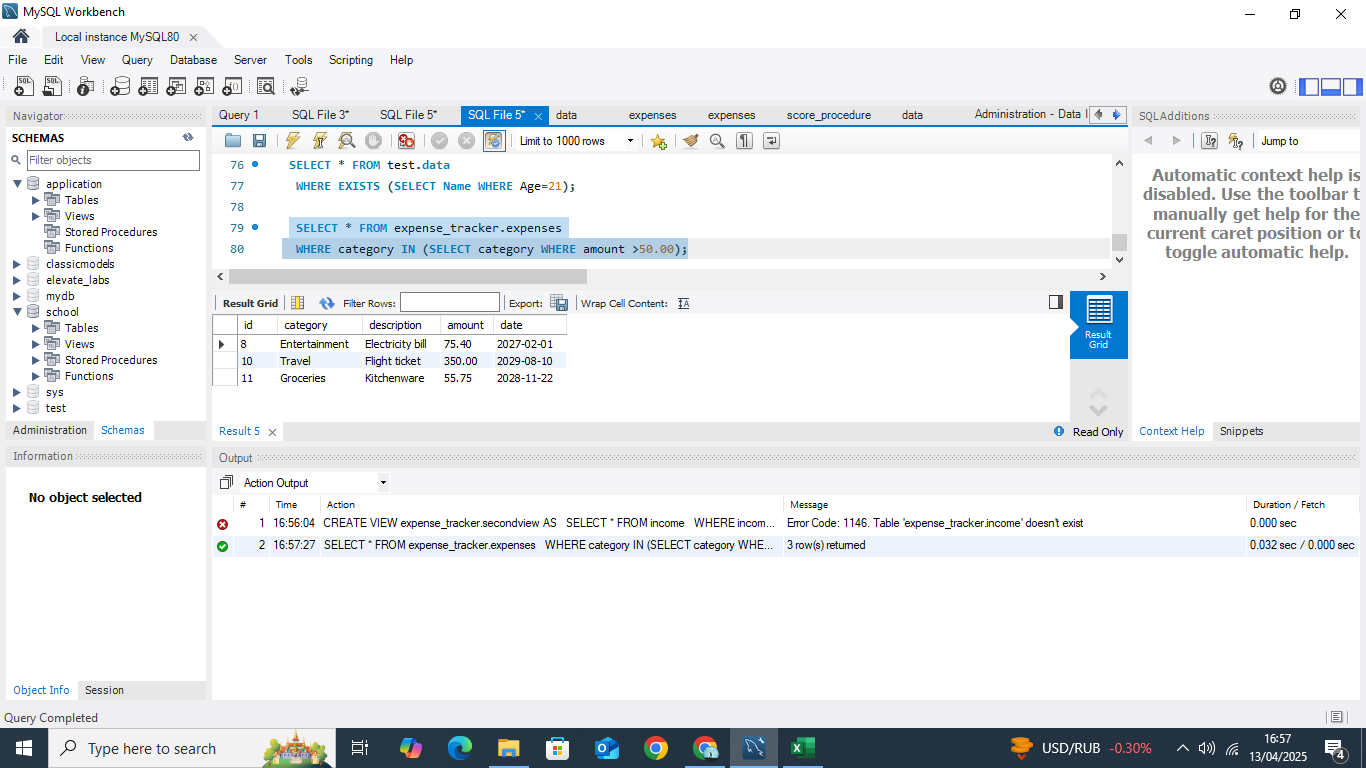 MySQL Workbench
Local instance MySQL80
File Edit View Query Database Server Tools Scripting Help
Navigator
SCHEMAS
Filter objects
application
Tables
Views
Stored Procedures
Functions
classicmodels
elevate_labs
mydb
school
Tables
Views
Stored Procedures
Functions
sys
test
Administration Schemas
Information
No object selected
Object Info Session
Query 1 SQL File 3* SQL File 5* SQL File 5* data expenses expenses score_procedure data Administration - Data I
Limit to 1000 rows
76 SELECT * FROM test.data
77 WHERE EXISTS (SELECT Name WHERE Age=21);
78
79 SELECT * FROM expense_tracker.expenses
80 WHERE category IN (SELECT category WHERE amount >50.00);
Result Grid Filter Rows: Export: Wrap Cell Content:
id category description amount date
8 Entertainment Electricity bill 75.40 2027-02-01
10 Travel Flight ticket 350.00 2029-08-10
11 Groceries Kitchenware 55.75 2028-11-22
Result Grid
Result 5
Read Only
SQLAdditions
Jump to
Automatic context help is
disabled. Use the toolbar t
manually get help for the
current caret position or to
toggle automatic help.
Context Help Snippets
Output
Action Output
# Time Action Message Duration / Fetch
1 16:56:04 CREATE VIEW expense_tracker.secondview AS SELECT * FROM income WHERE incom... Error Code: 1146. Table 'expense_tracker.income' doesn't exist 0.000 sec
2 16:57:27 SELECT * FROM expense_tracker.expenses WHERE category IN (SELECT category WHE... 3 row(s) returned 0.032 sec / 0.000 sec
Query Completed
Type here to search
USD/RUB -0.30%
16:57
13/04/2025
4